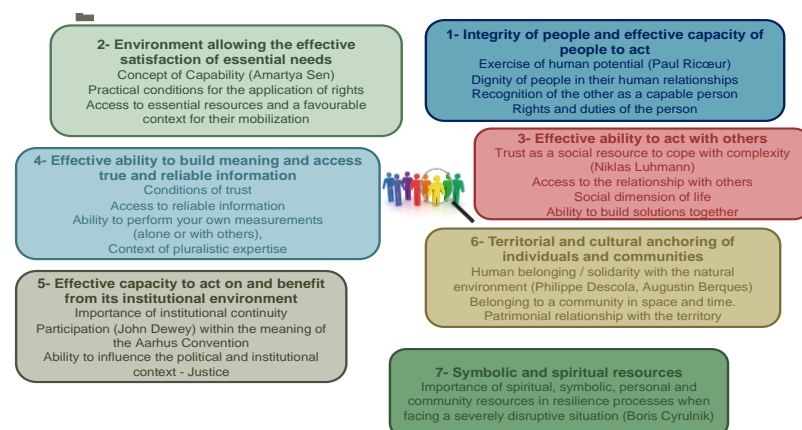 2- Environment allowing the effective
satisfaction of essential needs
Concept of Capability (Amartya Sen)
Practical conditions for the application of rights
Access to essential resources and a favourable
context for their mobilization
1- Integrity of people and effective capacity of
people to act
Exercise of human potential (Paul Ricœur)
Dignity of people in their human relationships
Recognition of the other as a capable person
Rights and duties of the person
3- Effective ability to act with others
Trust as a social resource to cope with complexity
(Niklas Luhmann)
Access to the relationship with others
Social dimension of life
Ability to build solutions together
4- Effective ability to build meaning and access
true and reliable information
Conditions of trust
Access to reliable information
Ability to perform your own measurements
(alone or with others),
Context of pluralistic expertise
6- Territorial and cultural anchoring of
individuals and communities
Human belonging / solidarity with the natural
environment (Philippe Descola, Augustin Berques)
Belonging to a community in space and time.
Patrimonial relationship with the territory
5- Effective capacity to act on and benefit
from its institutional environment
Importance of institutional continuity
Participation (John Dewey) within the meaning of
the Aarhus Convention
Ability to influence the political and institutional
context - Justice
7- Symbolic and spiritual resources
Importance of spiritual, symbolic, personal and
community resources in resilience processes when
facing a severely disruptive situation (Boris Cyrulnik)